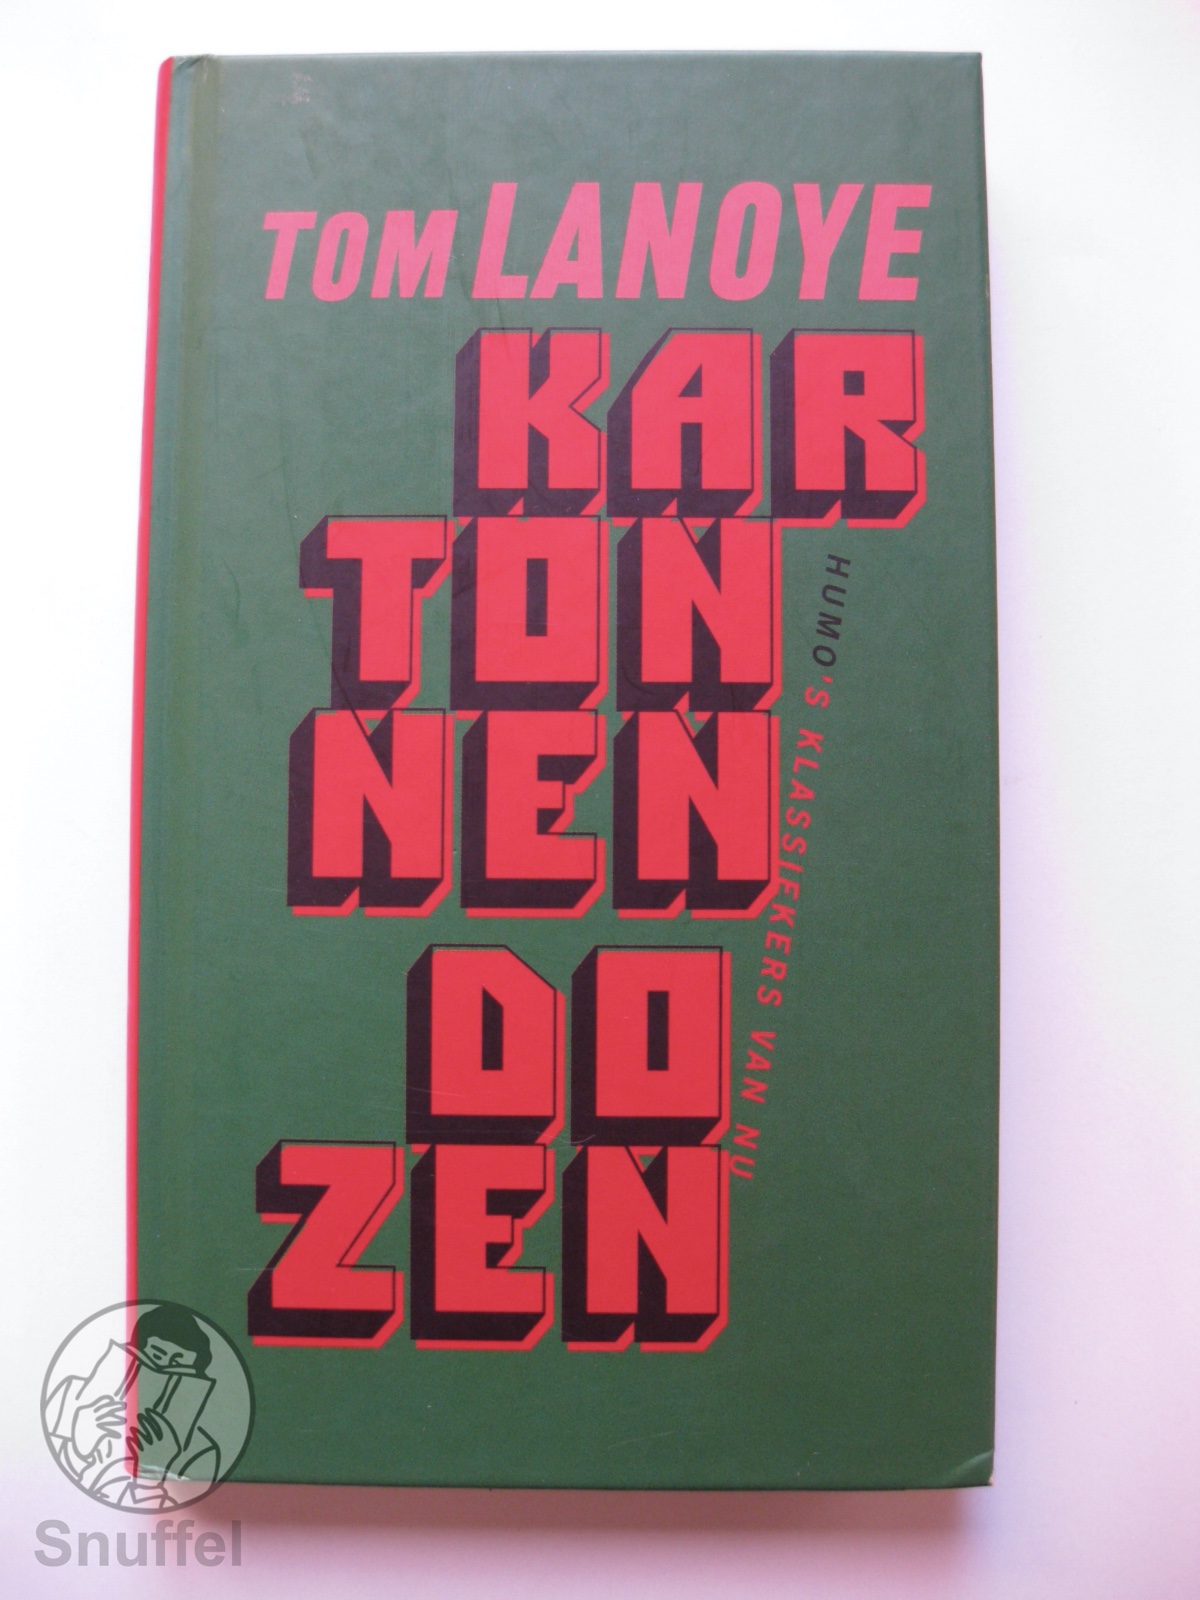 TOM LANOYE
KAR
TON
NEN
DO
ZEN
HUMO'S KLASSIEKERS VAN NU
Snuffel